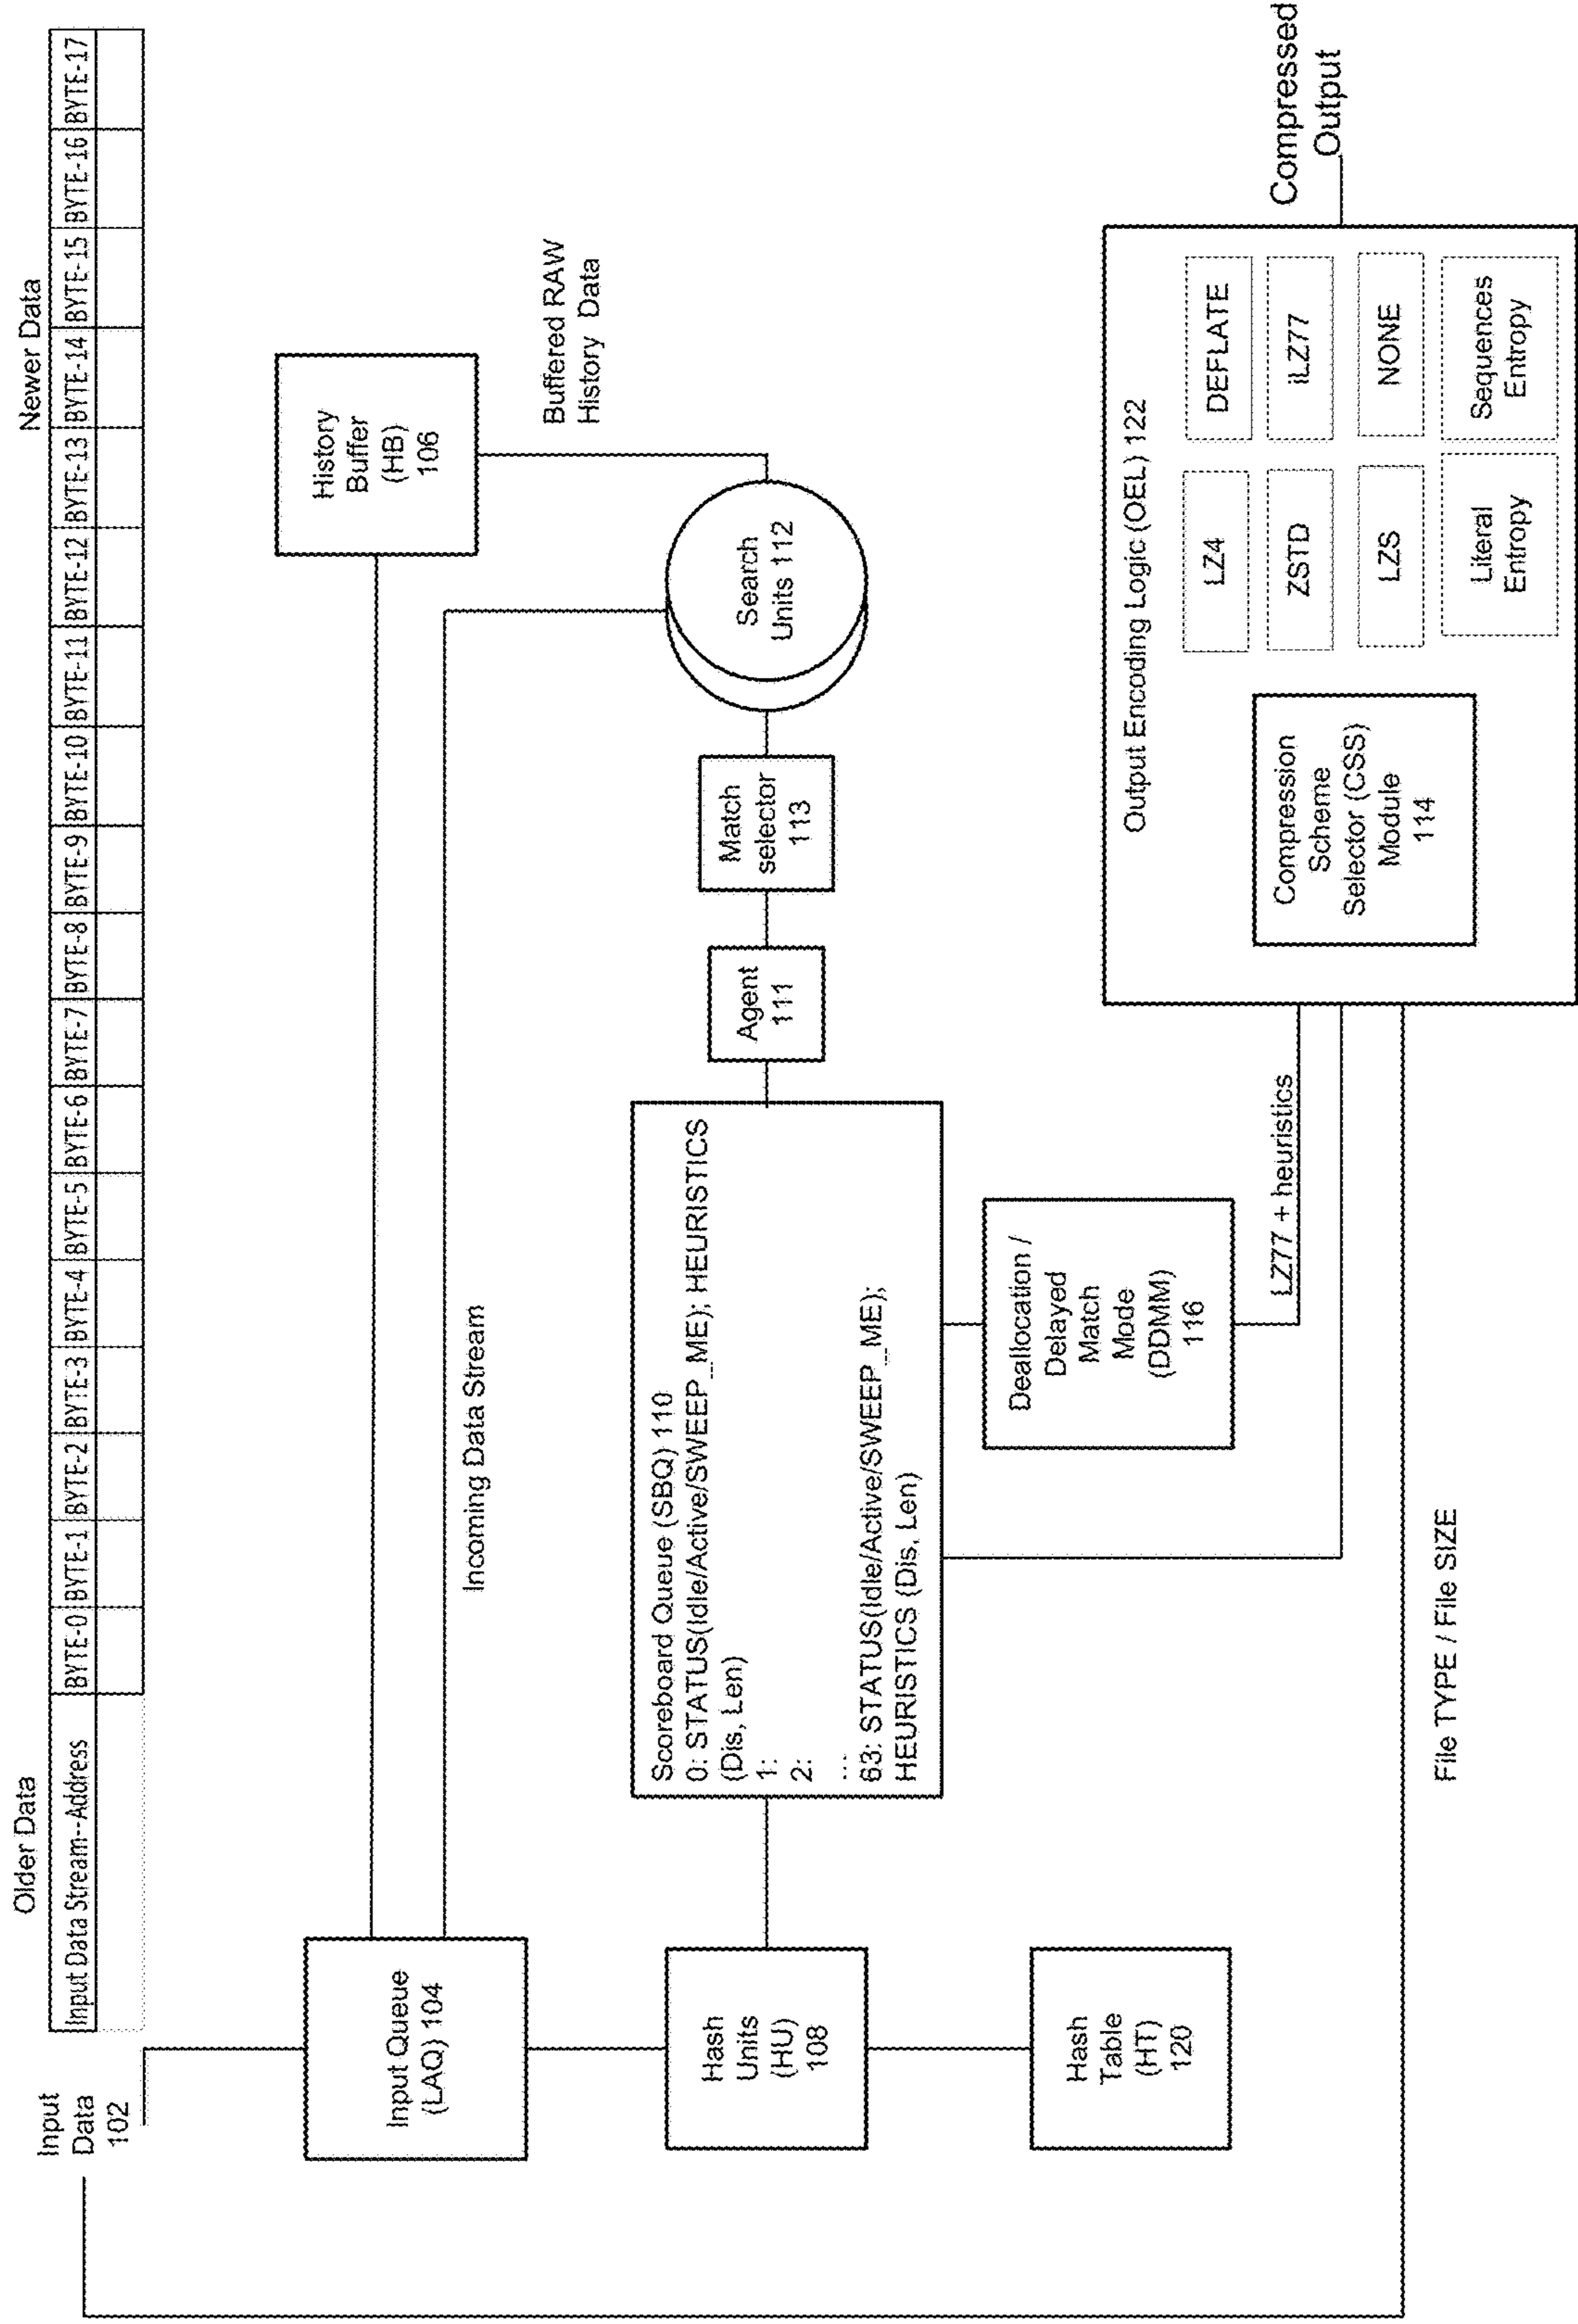 Older Data
Newer Data
Input Data Stream--Address BYTE-0 BYTE-1 BYTE-2 BYTE-3 BYTE-4 BYTE-5 BYTE-6 BYTE-7 BYTE-8 BYTE-9 BYTE-10 BYTE-11 BYTE-12 BYTE-13 BYTE-14 BYTE-15 BYTE-16 BYTE-17
Input
Data
102
Input Queue
(LAQ) 104
History
Buffer
(HB)
106
Incoming Data Stream
Buffered RAW
History Data
Hash
Units
(HU)
108
Scoreboard Queue (SBQ) 110
0: STATUS(Idle/Active/SWEEP_ME); HEURISTICS
(Dis, Len)
1:
2:
...
63: STATUS(Idle/Active/SWEEP_ME);
HEURISTICS (Dis, Len)
Agent
111
Match
selector
113
Search
Units 112
Hash
Table
(HT)
120
Deallocation /
Delayed
Match
Mode
(DDMM)
116
LZ77 + heuristics
File TYPE / File SIZE
Output Encoding Logic (OEL) 122
Compression
Scheme
Selector (CSS)
Module
114
LZ4
DEFLATE
ZSTD
iLZ77
LZS
NONE
Literal
Entropy
Sequences
Entropy
Compressed
Output